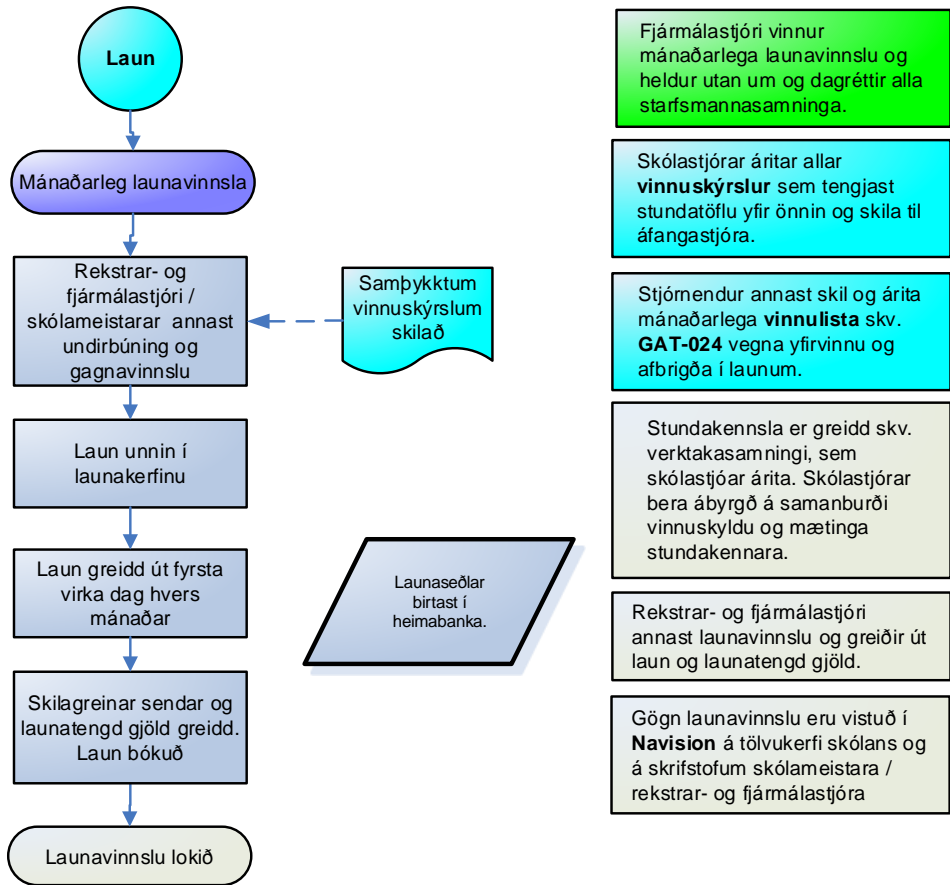 Laun
Mánaðarleg launavinnsla
Rekstrar- og
fjármálastjóri /
skólameistarar annast
undirbúning og
gagnavinnslu
Samþykktum
vinnuskýrslum
skilað
Laun unnin í
launakerfinu
Laun greidd út fyrsta
virka dag hvers
mánaðar
Launaseðlar
birtast í
heimabanka.
Skilagreinar sendar og
launatengd gjöld greidd.
Laun bókuð
Launavinnslu lokið
Fjármálastjóri vinnur
mánaðarlega launavinnslu og
heldur utan um og dagréttir alla
starfsmannasamninga.
Skólastjórar áritar allar
vinnuskýrslur sem tengjast
stundatöflu yfir önnin og skila til
áfangastjóra.
Stjórnendur annast skil og árita
mánaðarlega vinnulista skv.
GAT-024 vegna yfirvinnu og
afbrigða í launum.
Stundakennsla er greidd skv.
verktakasamningi, sem
skólastjóar árita. Skólastjórar
bera ábyrgð á samanburði
vinnuskyldu og mætinga
stundakennara.
Rekstrar- og fjármálastjóri
annast launavinnslu og greiðir út
laun og launatengd gjöld.
Gögn launavinnslu eru vistuð í
Navision á tölvukerfi skólans og
á skrifstofum skólameistara /
rekstrar- og fjármálastjóra